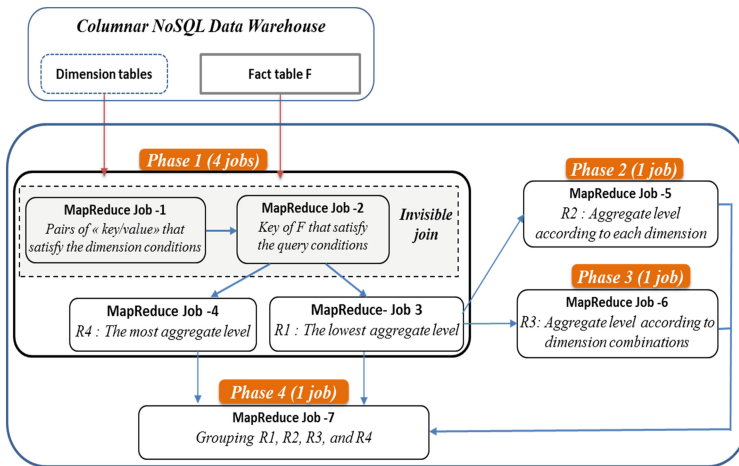 Columnar NoSQL Data Warehouse
Dimension tables
Fact table F
Phase 1 (4 jobs)
MapReduce Job -1
Pairs of « key/value» that
satisfy the dimension conditions
MapReduce Job -2
Key of F that satisfy
the query conditions
Invisible
join
MapReduce Job -4
R4 : The most aggregate level
MapReduce- Job 3
R1 : The lowest aggregate level
Phase 2 (1 job)
MapReduce Job -5
R2 : Aggregate level
according to each dimension
Phase 3 (1 job)
MapReduce Job -6
R3: Aggregate level according to
dimension combinations
Phase 4 (1 job)
MapReduce Job -7
Grouping R1, R2, R3, and R4